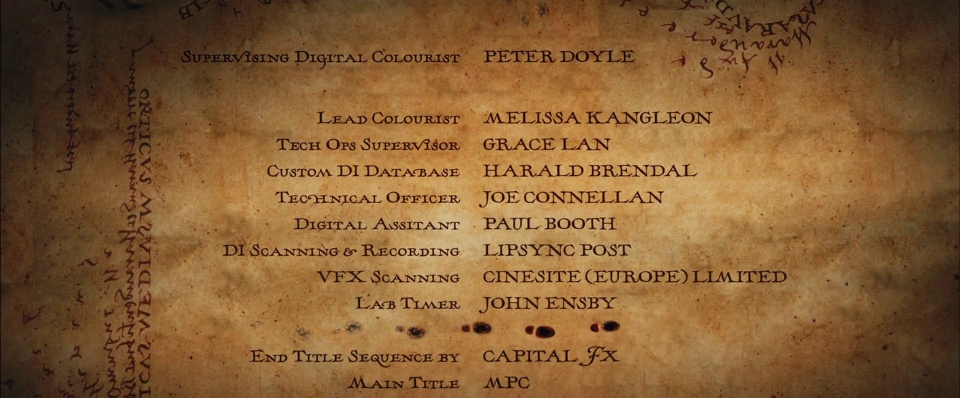 Supervising Digital Colourist PETER DOYLE
Lead Colourist MELISSA KANGLEON
Tech Ops Supervisor GRACE LAN
Custom DI Database HARALD BRENDAL
Technical Officer JOE CONNELLAN
Digital Assitant PAUL BOOTH
DI Scanning & Recording LIPSYNC POST
VFX Scanning CINESITE (EUROPE) LIMITED
Lab Timer JOHN ENSBY
End Title Sequence by CAPITAL FX
Main Title MPC